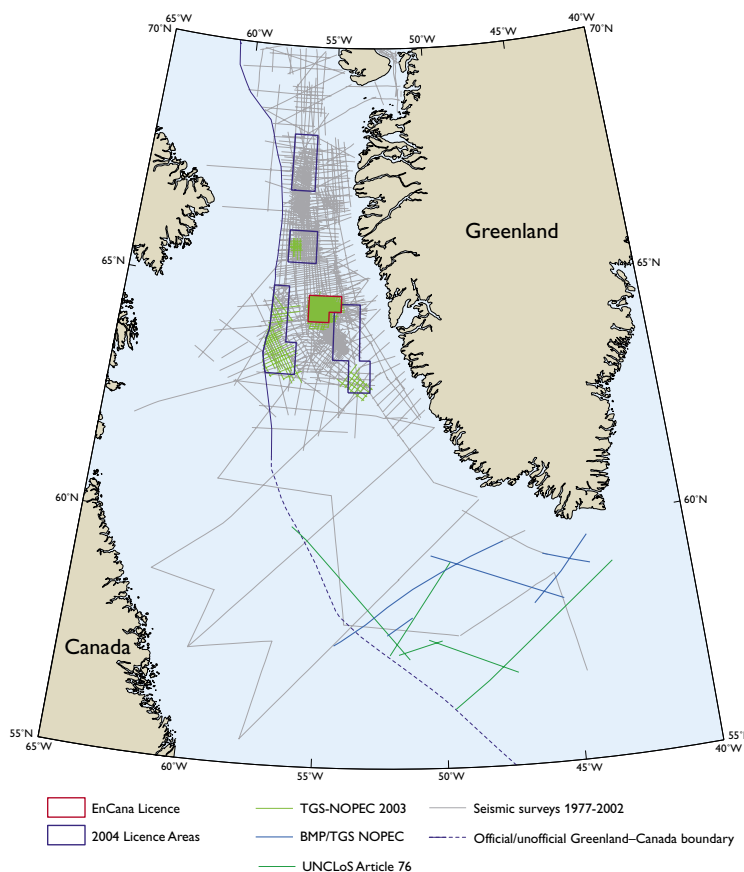 65°W 60°W 55°W 50°W 45°W 40°W
70°N 70°N
Greenland
65°N 65°N
60°N 60°N
Canada
55°N 55°N
65°W 60°W 55°W 50°W 45°W 40°W
EnCana Licence TGS-NOPEC 2003 Seismic surveys 1977-2002
2004 Licence Areas BMP/TGS NOPEC Official/unofficial Greenland–Canada boundary
UNCLoS Article 76